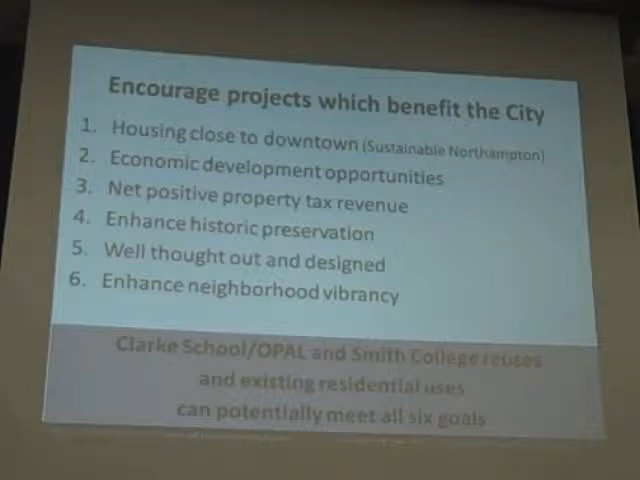 Encourage projects which benefit the City
1. Housing close to downtown (Sustainable Northampton)
2. Economic development opportunities
3. Net positive property tax revenue
4. Enhance historic preservation
5. Well thought out and designed
6. Enhance neighborhood vibrancy
Clarke School/OPAL and Smith College reuses
and existing residential uses
can potentially meet all six goals